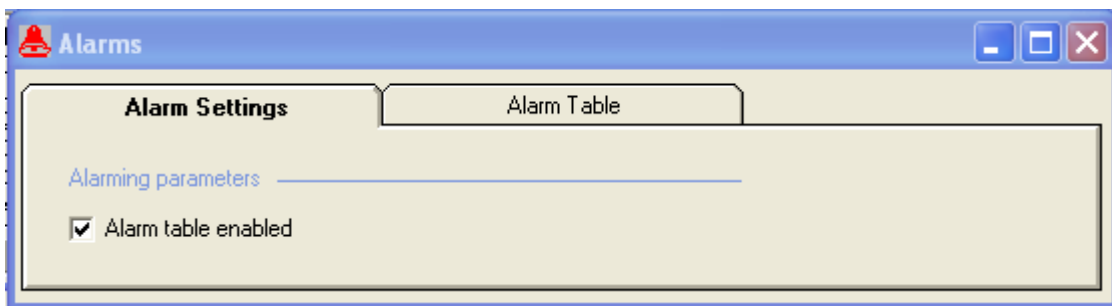 Alarms
Alarm Settings
Alarm Table
Alarming parameters
Alarm table enabled